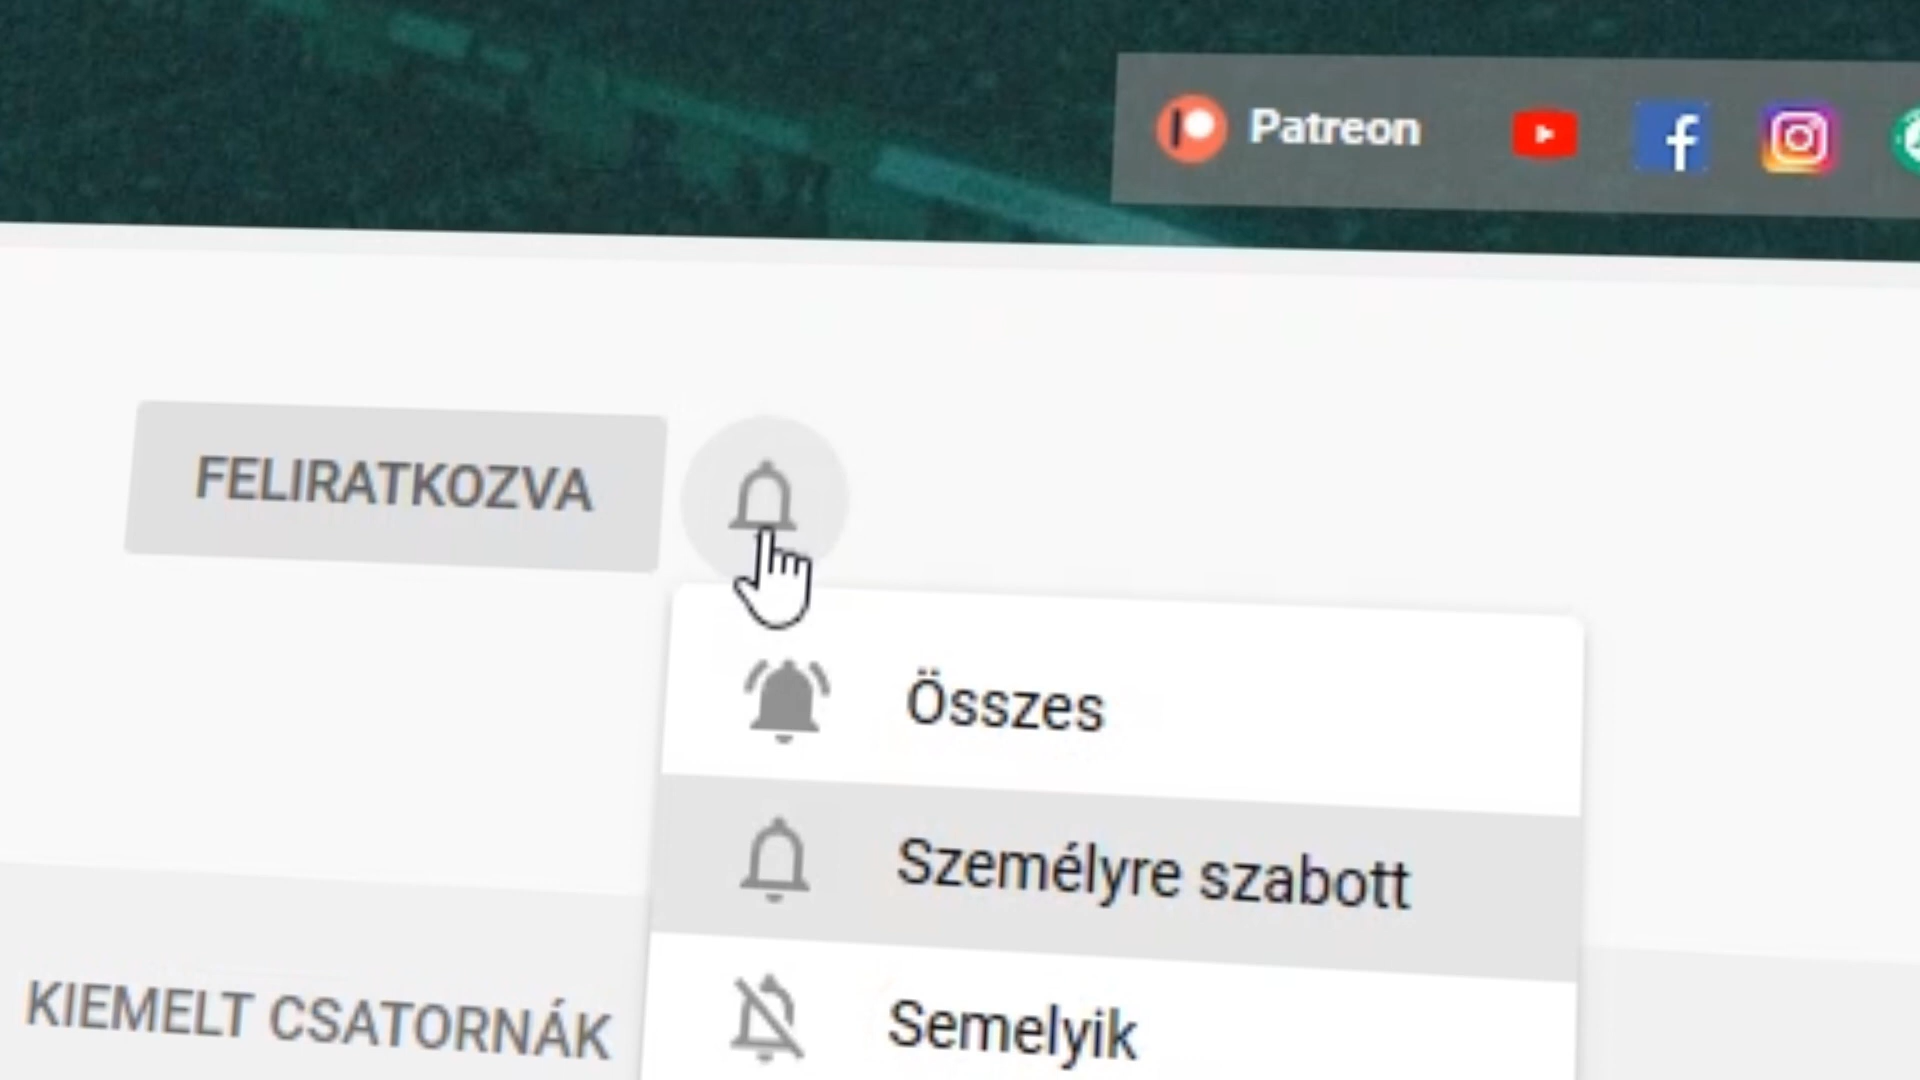 Patreon
FELIRATKOZVA
Összes
Személyre szabott
KIEMELT CSATORNÁK
Semelyik